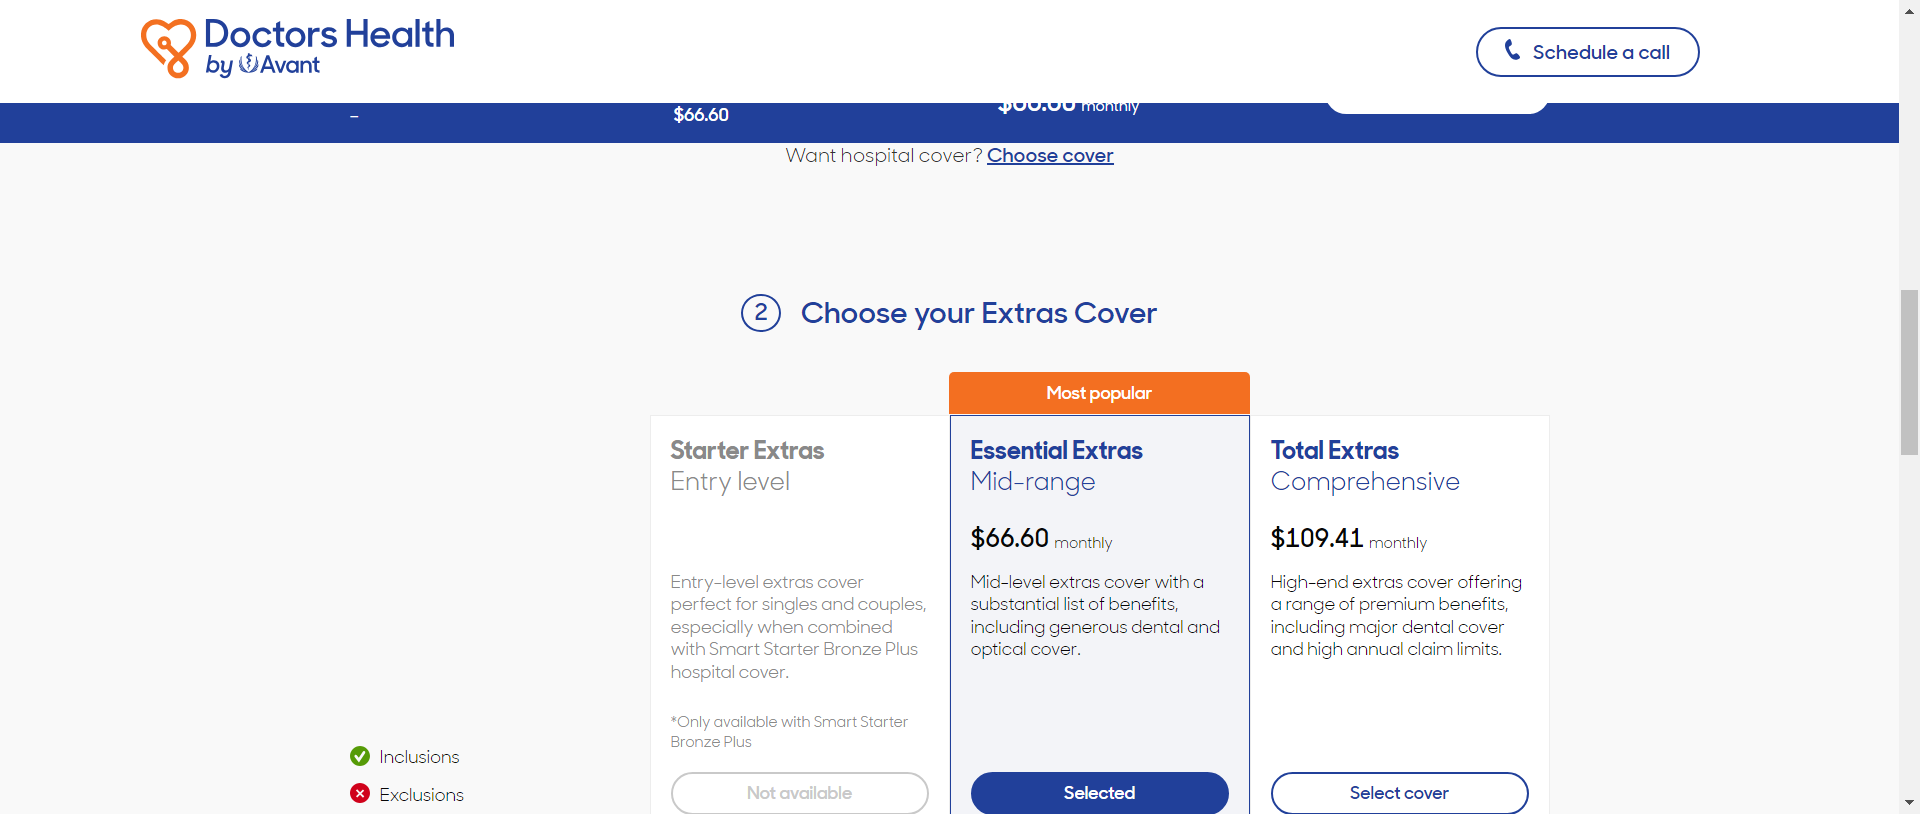 Doctors Health
by Avant
Schedule a call
–
$66.60
monthly
Want hospital cover? Choose cover
2 Choose your Extras Cover
Most popular
Starter Extras
Entry level
Entry-level extras cover
perfect for singles and couples,
especially when combined
with Smart Starter Bronze Plus
hospital cover.
*Only available with Smart Starter
Bronze Plus
Not available
Essential Extras
Mid-range
$66.60 monthly
Mid-level extras cover with a
substantial list of benefits,
including generous dental and
optical cover.
Selected
Total Extras
Comprehensive
$109.41 monthly
High-end extras cover offering
a range of premium benefits,
including major dental cover
and high annual claim limits.
Select cover
Inclusions
Exclusions